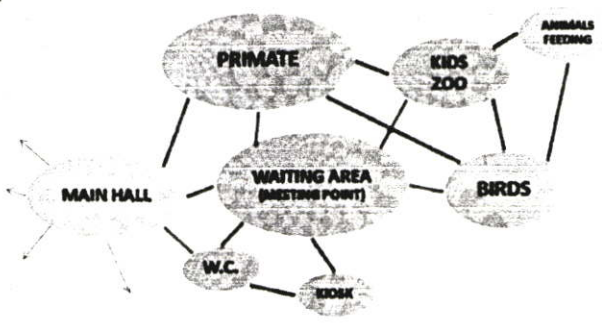 ANIMALS
FEEDING
PRIMATE
KIDS
ZOO
WAITING AREA
(MEETING POINT)
MAIN HALL
BIRDS
W.C.
KIOSK